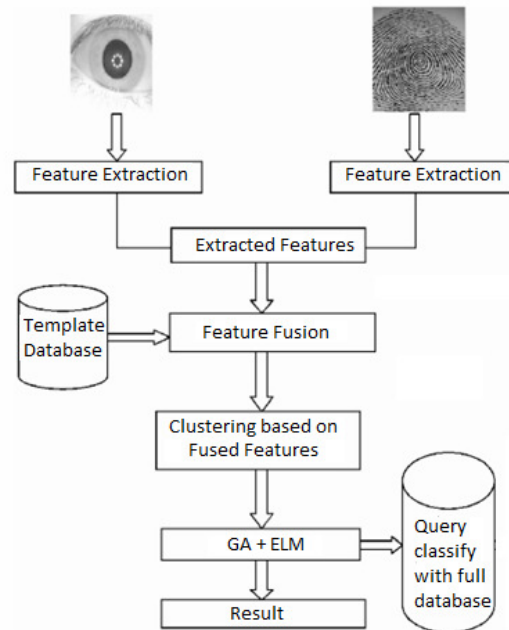 Feature Extraction
Feature Extraction
Extracted Features
Template
Database
Feature Fusion
Clustering based on
Fused Features
GA + ELM
Query
classify
with full
database
Result